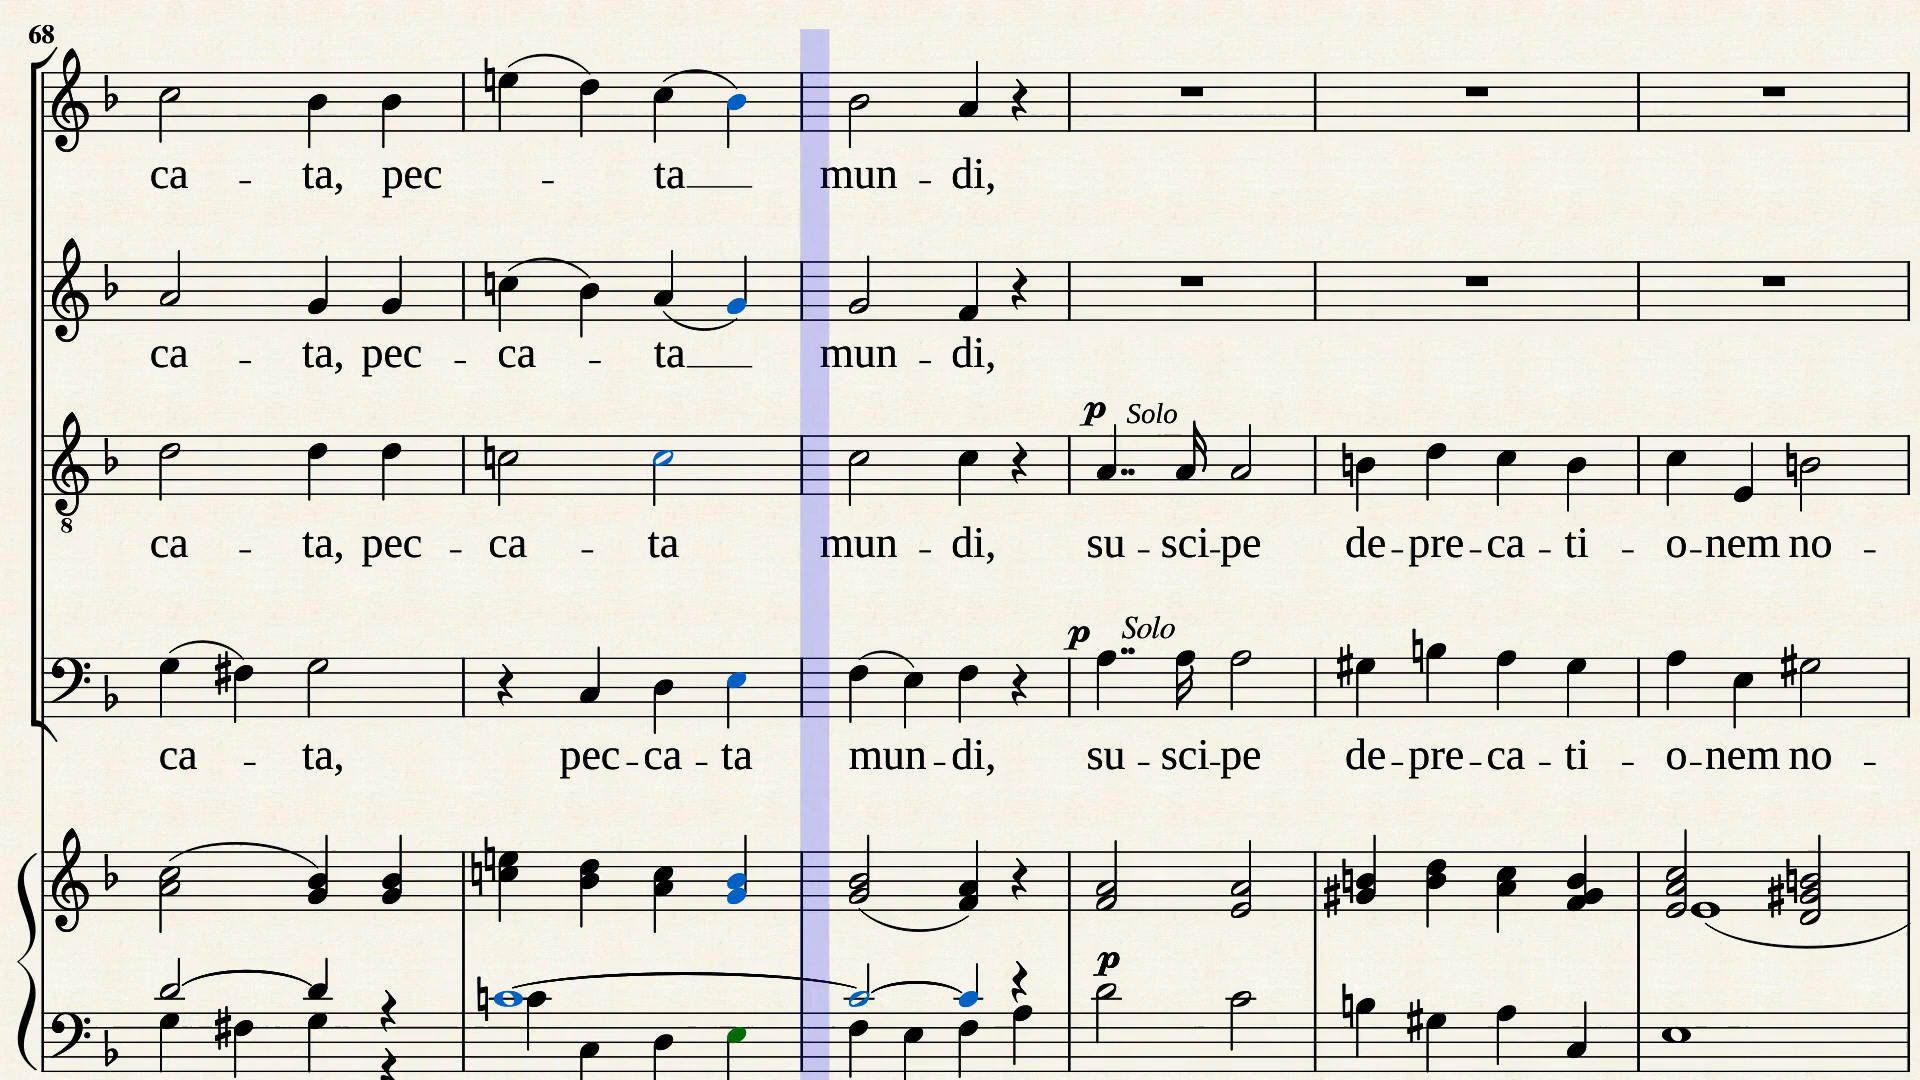 68
ca - ta, pec - ta mun - di,
ca - ta, pec - ca - ta mun - di,
p Solo
8
ca - ta, pec - ca - ta mun - di, su - sci - pe de - pre - ca - ti - o - nem no -
p Solo
ca - ta, pec - ca - ta mun - di, su - sci - pe de - pre - ca - ti - o - nem no -
p